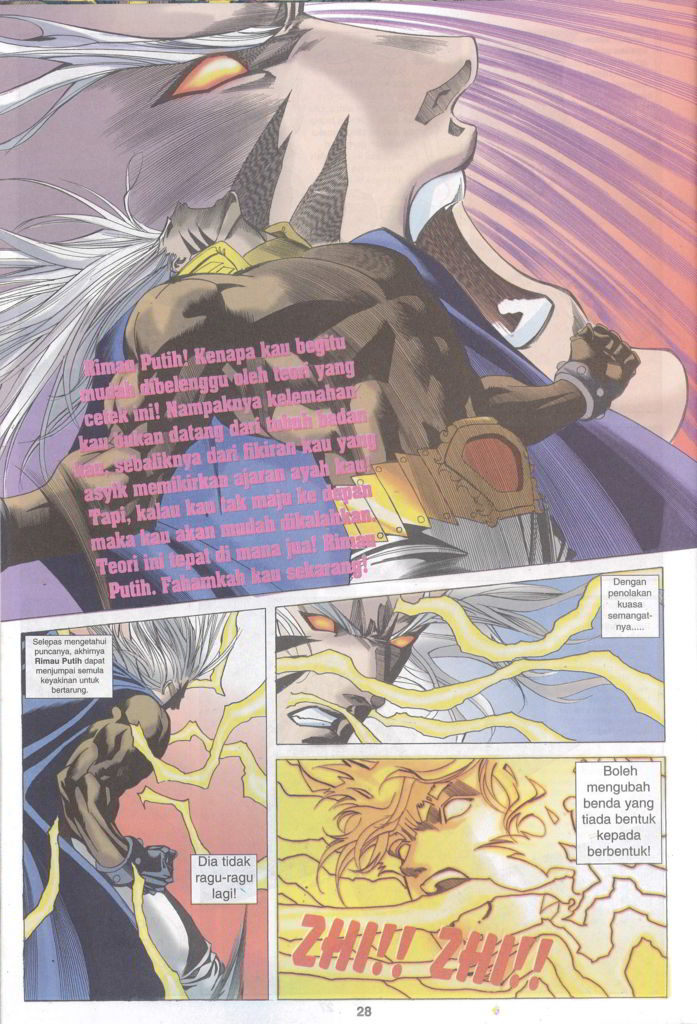 Rimau Putih! Kenapa kau begitu
mudah dibelenggu oleh teori yang
cetek ini! Nampaknya kelemahan
kau bukan datang dari tubuh badan
kau, sebaliknya dari fikiran kau yang
asyik memikirkan ajaran ayah kau!
Tapi, kalau kau tak maju ke depan
maka kau akan mudah dikalahkan.
Teori ini tepat di mana jua! Rimau
Putih. Fahamkah kau sekarang!
Selepas mengetahui
puncanya, akhirnya
Rimau Putih dapat
menjumpai semula
keyakinan untuk
bertarung.
Dia tidak
ragu-ragu
lagi!
Dengan
penolakan
kuasa
semangat-
nya.....
Boleh
mengubah
benda yang
tiada bentuk
kepada
berbentuk!
ZHI!! ZHI!!
28